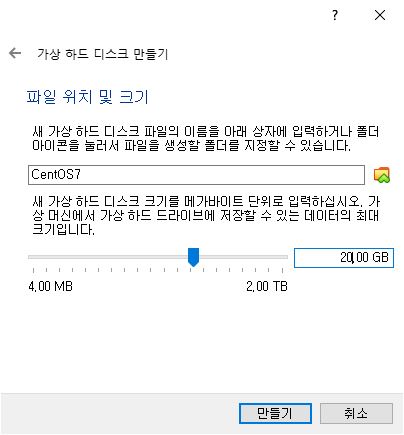 ?
가상 하드 디스크 만들기
파일 위치 및 크기
새 가상 하드 디스크 파일의 이름을 아래 상자에 입력하거나 폴더
아이콘을 눌러서 파일을 생성할 폴더를 지정할 수 있습니다.
CentOS7
새 가상 하드 디스크 크기를 메가바이트 단위로 입력하십시오. 가
상 머신에서 가상 하드 드라이브에 저장할 수 있는 데이터의 최대
크기입니다.
20,00 GB
4,00 MB 2,00 TB
만들기 취소